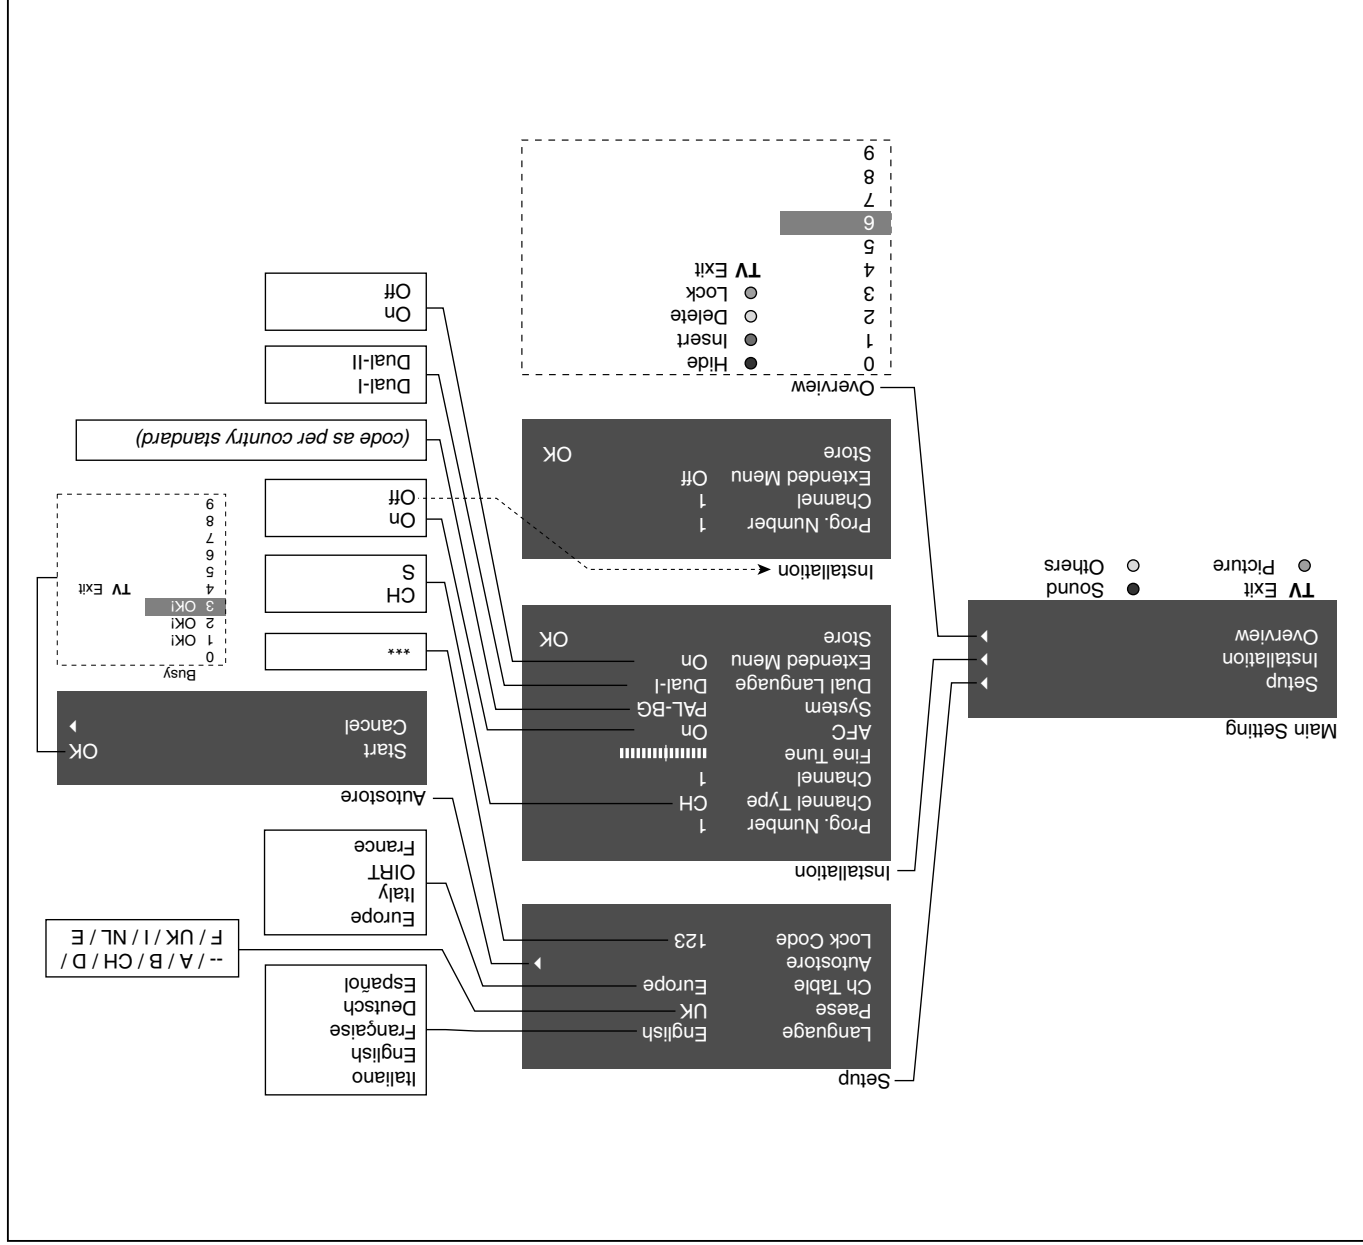 Main Setting
Setup
Installation
Overview
TV Exit
Sound
Picture
Others
Setup
Language English
Paese UK
Ch Table Europe
Autostore
Lock Code 123
Italiano
English
Française
Deutsch
Español
-- / A / B / CH / D /
F / UK / I / NL / E
Europe
Italy
OIRT
France
Autostore
Start OK
Cancel
Busy
0
1 OK!
2 OK!
3 OK!
4 TV Exit
5
6
7
8
9
***
Installation
Prog. Number 1
Channel Type CH
Channel 1
Fine Tune
AFC On
System PAL-BG
Dual Language Dual-I
Extended Menu On
Store OK
CH
S
On
Off
(code as per country standard)
Dual-I
Dual-II
On
Off
Installation
Prog. Number 1
Channel 1
Extended Menu Off
Store OK
Overview
0 Hide
1 Insert
2 Delete
3 Lock
4 TV Exit
5
6
7
8
9